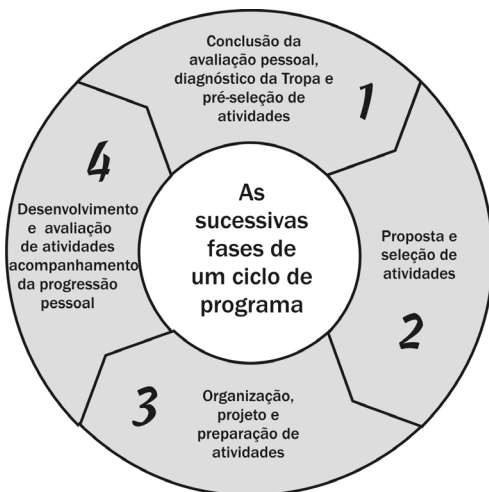 Conclusão da
avaliação pessoal,
diagnóstico da Tropa e
pré-seleção de
atividades
1
Proposta e
seleção de
atividades
2
Organização,
projeto e
preparação de
atividades
3
4
Desenvolvimento
e avaliação
de atividades
acompanhamento
da progressão
pessoal
As
sucessivas
fases de
um ciclo de
programa